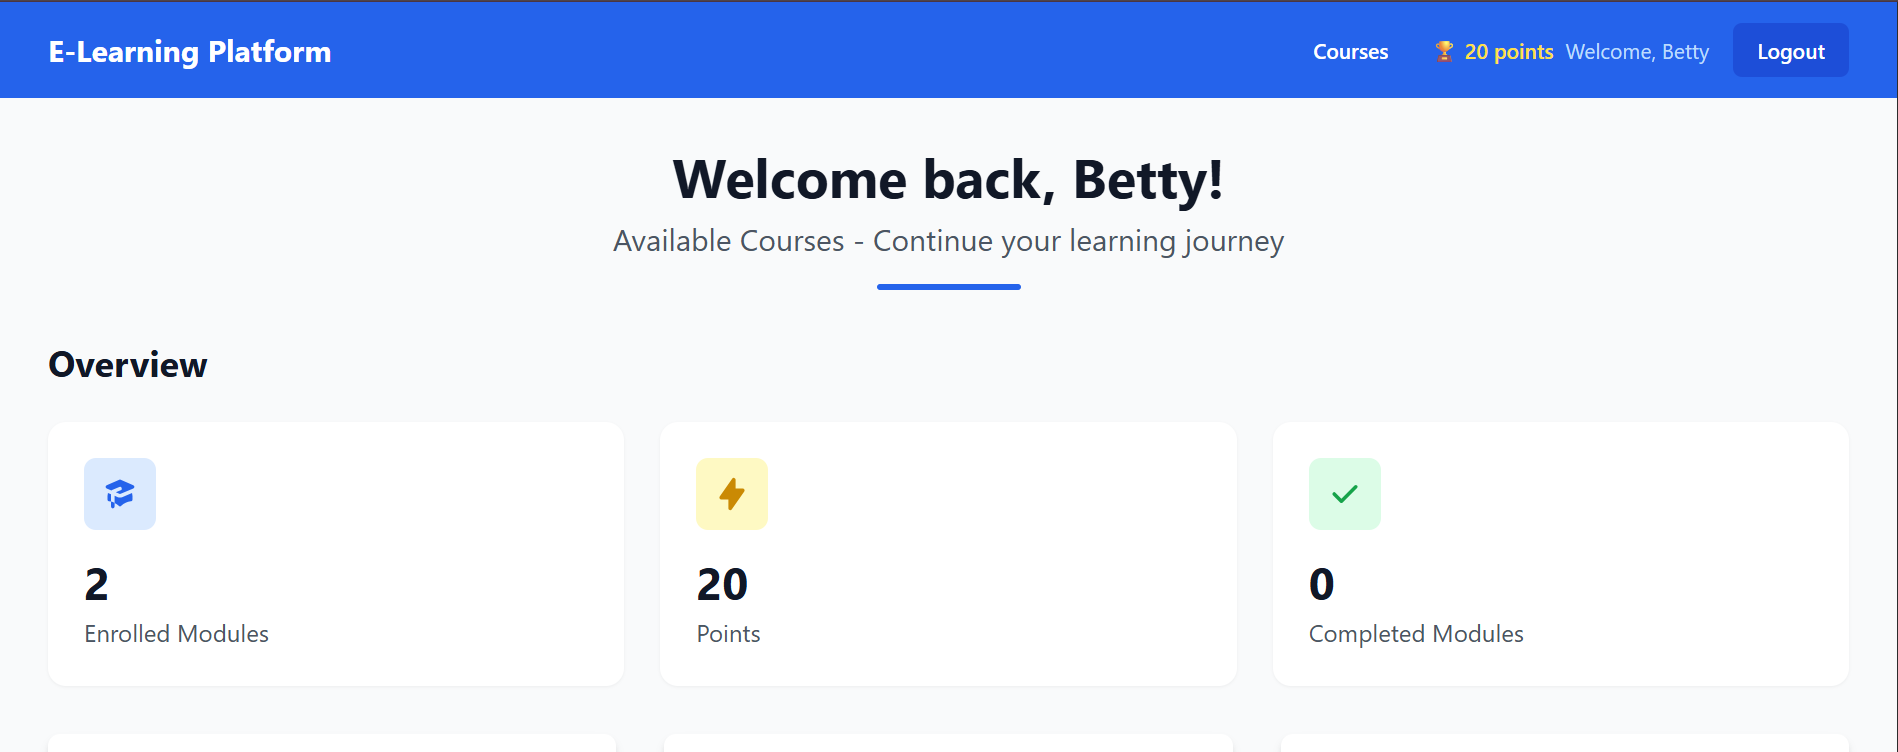 E-Learning Platform
Courses
🏆 20 points
Welcome, Betty
Logout
Welcome back, Betty!
Available Courses - Continue your learning journey
Overview
2
Enrolled Modules
20
Points
0
Completed Modules